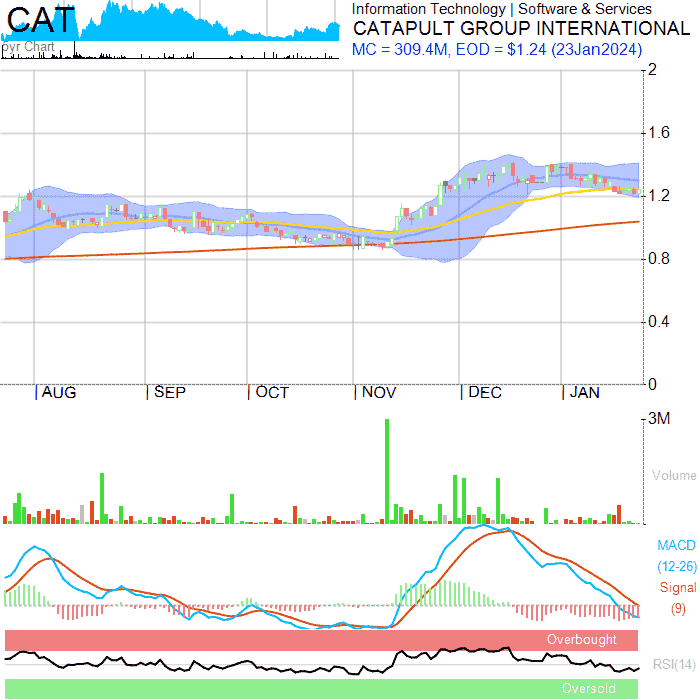 CAT
Information Technology | Software & Services
CATAPULT GROUP INTERNATIONAL
MC = 309.4M, EOD = $1.24 (23Jan2024)
Chart
2
1.6
1.2
0.8
0.4
0
| AUG | SEP | OCT | NOV | DEC | JAN
3M
Volume
MACD
(12-26)
Signal
(9)
Overbought
RSI(14)
Oversold